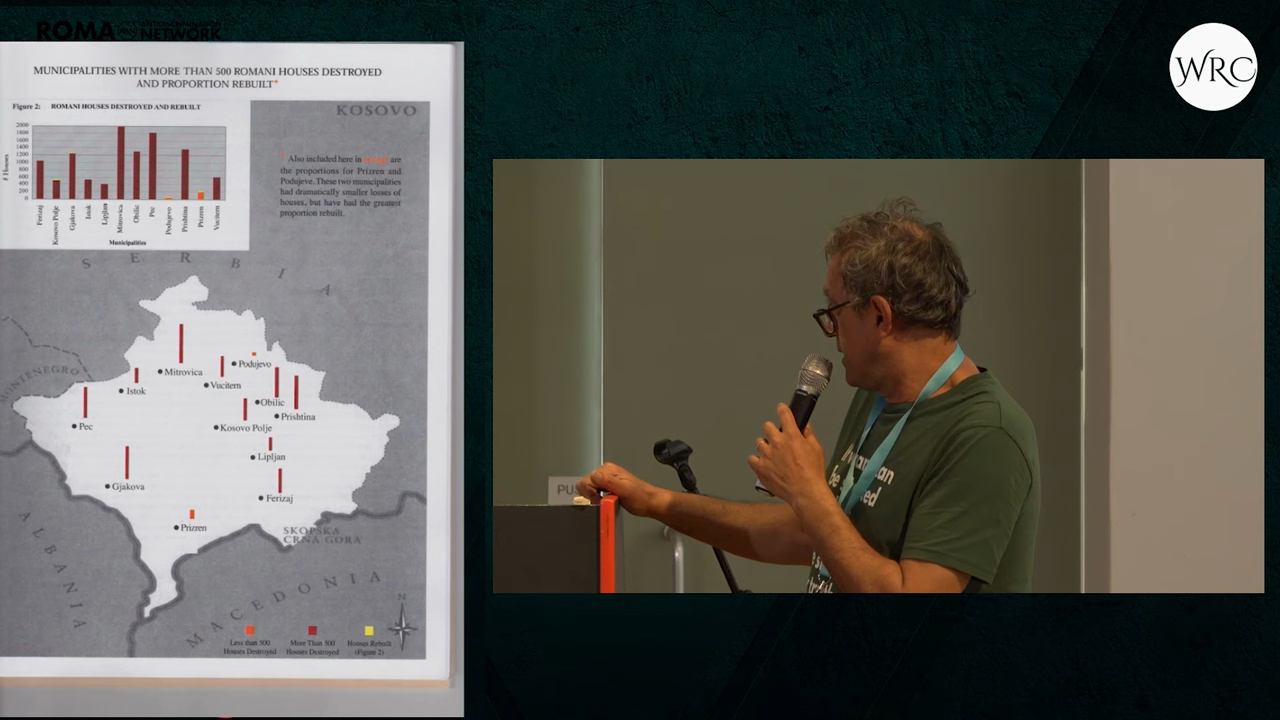 ROMA
NETWORK
WRC
MUNICIPALITIES WITH MORE THAN 500 ROMANI HOUSES DESTROYED
AND PROPORTION REBUILT*
Figure 2: ROMANI HOUSES DESTROYED AND REBUILT
2000
1800
1600
1400
1200
1000
800
600
400
200
0
# Houses
Ferizaj
Kosovo Polje
Gjakova
Istok
Lipljan
Mitrovica
Obilic
Pec
Podujevo
Prishtina
Prizren
Vucitern
Municipalities
KOSOVO
* Also included here in are
the proportions for Prizren and
Podujeve. These two municipalities
had dramatically smaller losses of
houses, but have had the greatest
proportion rebuilt.
SERBIA
MONTENEGRO
Mitrovica
Podujevo
Istok
Vucitern
Obilic
Pec
Prishtina
Kosovo Polje
Lipljan
Gjakova
Ferizaj
Prizren
SKOPSKA
CRNA GORA
ALBANIA
MACEDONIA
N
Less than 500
Houses Destroyed
More Than 500
Houses Destroyed
Houses Rebuilt
(Figure 2)
PU
an
be ed